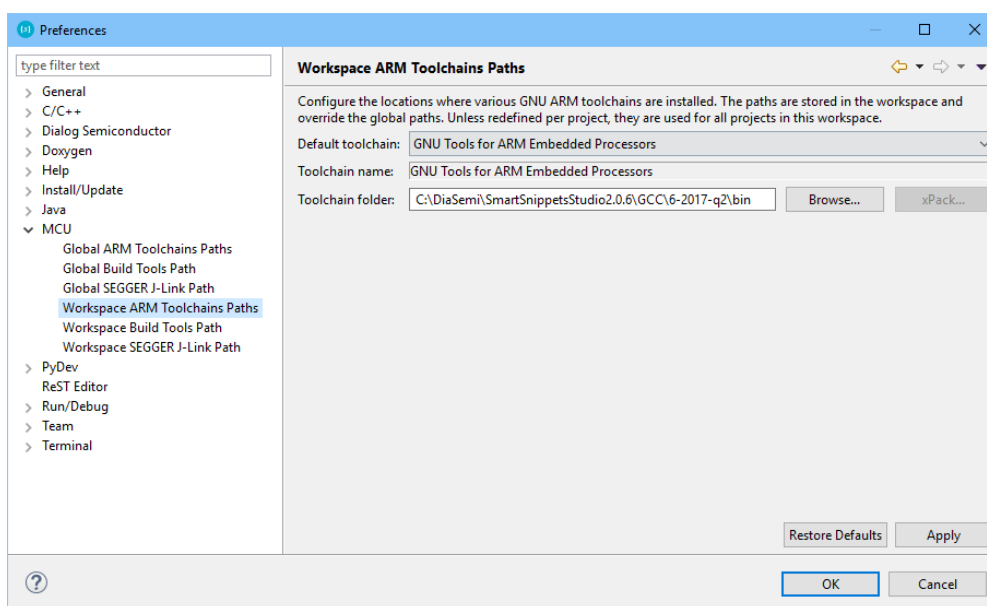 Preferences
type filter text
General
C/C++
Dialog Semiconductor
Doxygen
Help
Install/Update
Java
MCU
Global ARM Toolchains Paths
Global Build Tools Path
Global SEGGER J-Link Path
Workspace ARM Toolchains Paths
Workspace Build Tools Path
Workspace SEGGER J-Link Path
PyDev
ReST Editor
Run/Debug
Team
Terminal
Workspace ARM Toolchains Paths
Configure the locations where various GNU ARM toolchains are installed. The paths are stored in the workspace and
override the global paths. Unless redefined per project, they are used for all projects in this workspace.
Default toolchain: GNU Tools for ARM Embedded Processors
Toolchain name: GNU Tools for ARM Embedded Processors
Toolchain folder: C:\DiaSemi\SmartSnippetsStudio2.0.6\GCC\6-2017-q2\bin Browse... xPack...
Restore Defaults Apply
? OK Cancel